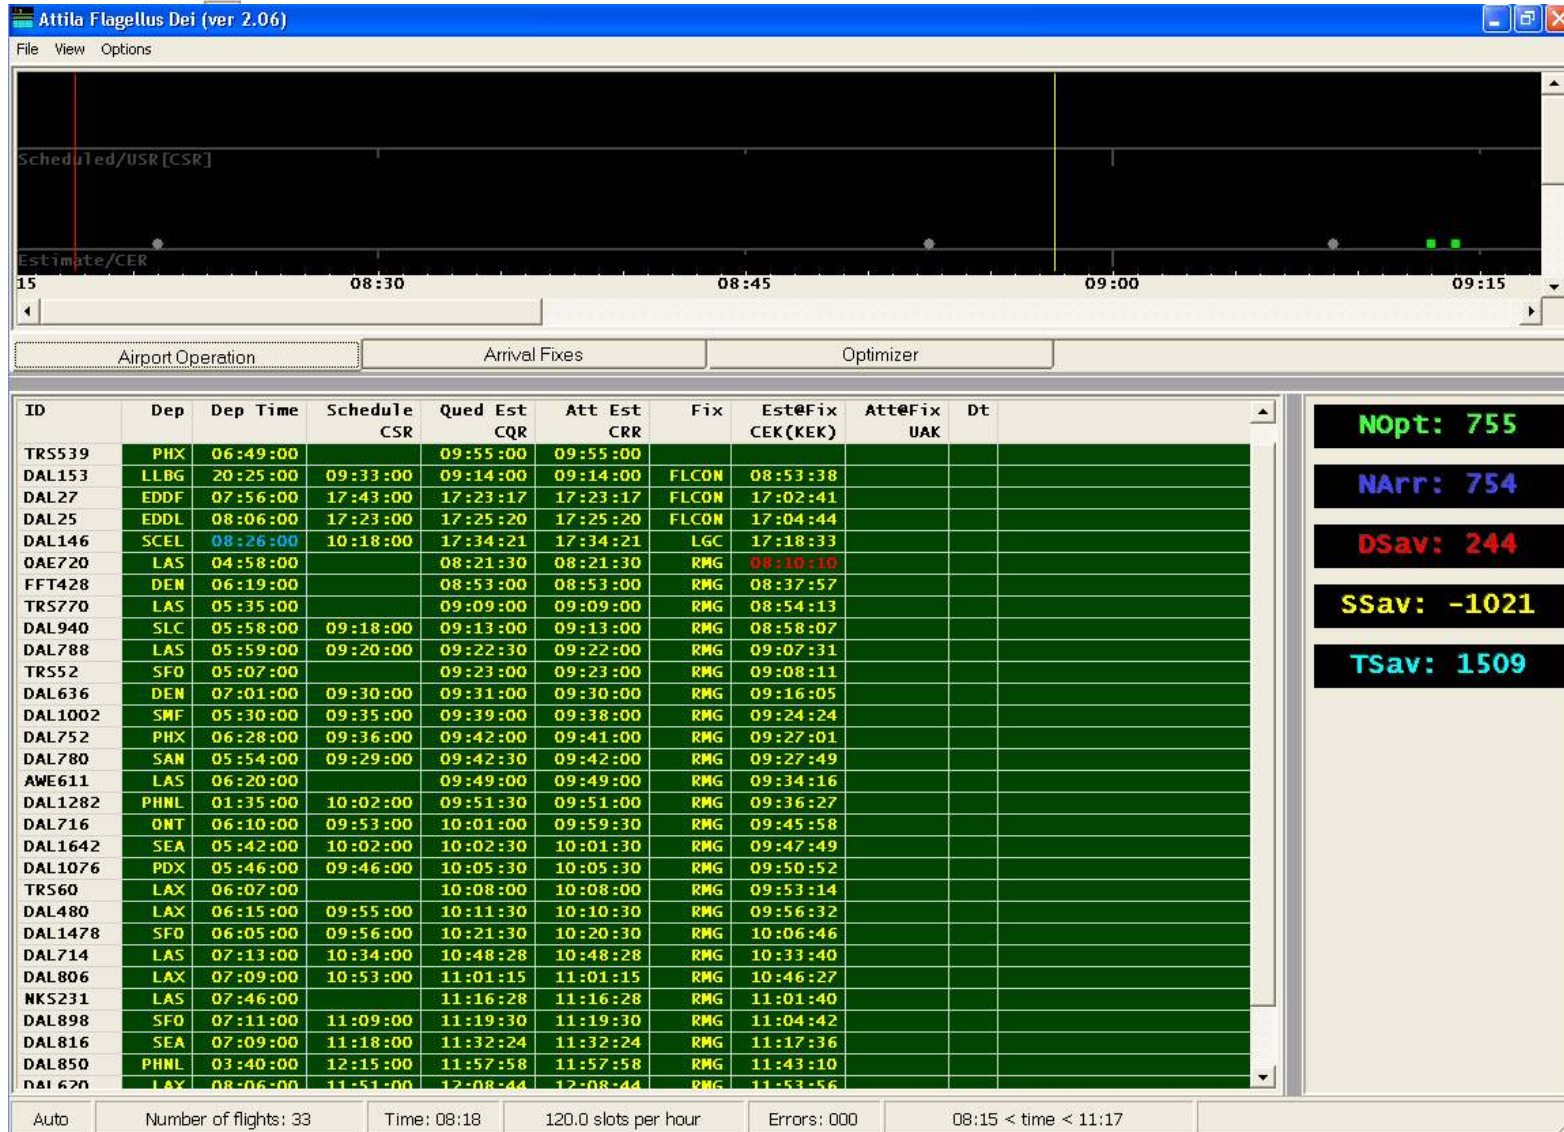 Attila Flagellus Dei (ver 2.06)
File View Options
Scheduled/USR[CSR]
Estimate/CER
15 08:30 08:45 09:00 09:15
Airport Operation Arrival Fixes Optimizer
ID Dep Dep Time Schedule Qued Est Att Est Fix Est@Fix Att@Fix Dt
CSR CQR CRR CEK(KEK) UAK
TRS539 PHX 06:49:00 09:55:00 09:55:00
DAL153 LLBG 20:25:00 09:33:00 09:14:00 09:14:00 FLCON 08:53:38
DAL27 EDDF 07:56:00 17:43:00 17:23:17 17:23:17 FLCON 17:02:41
DAL25 EDDL 08:06:00 17:23:00 17:25:20 17:25:20 FLCON 17:04:44
DAL146 SCEL 08:26:00 10:18:00 17:34:21 17:34:21 LGC 17:18:33
OAE720 LAS 04:58:00 08:21:30 08:21:30 RMG 08:10:10
FFT428 DEN 06:19:00 08:53:00 08:53:00 RMG 08:37:57
TRS770 LAS 05:35:00 09:09:00 09:09:00 RMG 08:54:13
DAL940 SLC 05:58:00 09:18:00 09:13:00 09:13:00 RMG 08:58:07
DAL788 LAS 05:59:00 09:20:00 09:22:30 09:22:00 RMG 09:07:31
TRS52 SFO 05:07:00 09:23:00 09:23:00 RMG 09:08:11
DAL636 DEN 07:01:00 09:30:00 09:31:00 09:30:00 RMG 09:16:05
DAL1002 SMF 05:30:00 09:35:00 09:39:00 09:38:00 RMG 09:24:24
DAL752 PHX 06:28:00 09:36:00 09:42:00 09:41:00 RMG 09:27:01
DAL780 SAN 05:54:00 09:29:00 09:42:30 09:42:00 RMG 09:27:49
AWE611 LAS 06:20:00 09:49:00 09:49:00 RMG 09:34:16
DAL1282 PHNL 01:35:00 10:02:00 09:51:30 09:51:00 RMG 09:36:27
DAL716 ONT 06:10:00 09:53:00 10:01:00 09:59:30 RMG 09:45:58
DAL1642 SEA 05:42:00 10:02:00 10:02:30 10:01:30 RMG 09:47:49
DAL1076 PDX 05:46:00 09:46:00 10:05:30 10:05:30 RMG 09:50:52
TRS60 LAX 06:07:00 10:08:00 10:08:00 RMG 09:53:14
DAL480 LAX 06:15:00 09:55:00 10:11:30 10:10:30 RMG 09:56:32
DAL1478 SFO 06:05:00 09:56:00 10:21:30 10:20:30 RMG 10:06:46
DAL714 LAS 07:13:00 10:34:00 10:48:28 10:48:28 RMG 10:33:40
DAL806 LAX 07:09:00 10:53:00 11:01:15 11:01:15 RMG 10:46:27
NKS231 LAS 07:46:00 11:16:28 11:16:28 RMG 11:01:40
DAL898 SFO 07:11:00 11:09:00 11:19:30 11:19:30 RMG 11:04:42
DAL816 SEA 07:09:00 11:18:00 11:32:24 11:32:24 RMG 11:17:36
DAL850 PHNL 03:40:00 12:15:00 11:57:58 11:57:58 RMG 11:43:10
DAL620 LAX 08:06:00 11:51:00 12:08:44 12:08:44 RMG 11:53:56
NOpt: 755
NArr: 754
DSav: 244
SSav: -1021
TSav: 1509
Auto Number of flights: 33 Time: 08:18 120.0 slots per hour Errors: 000 08:15 < time < 11:17